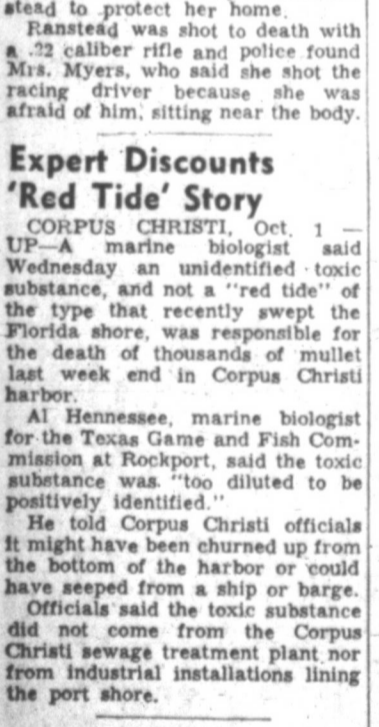 stead to protect her home.
Ranstead was shot to death with
a .22 caliber rifle and police found
Mrs. Myers, who said she shot the
racing driver because she was
afraid of him, sitting near the body.
Expert Discounts
'Red Tide' Story
CORPUS CHRISTI, Oct. 1 —
UP—A marine biologist said
Wednesday an unidentified toxic
substance, and not a "red tide" of
the type that recently swept the
Florida shore, was responsible for
the death of thousands of mullet
last week end in Corpus Christi
harbor.
Al Hennessee, marine biologist
for the Texas Game and Fish Com-
mission at Rockport, said the toxic
substance was "too diluted to be
positively identified."
He told Corpus Christi officials
it might have been churned up from
the bottom of the harbor or could
have seeped from a ship or barge.
Officials said the toxic substance
did not come from the Corpus
Christi sewage treatment plant nor
from industrial installations lining
the port shore.